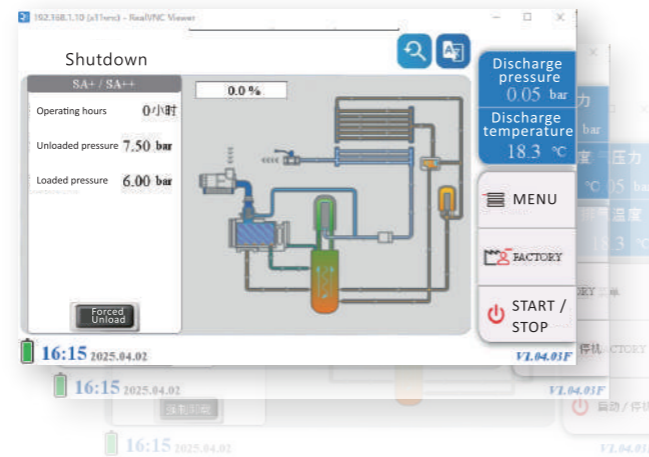 192.168.1.10 (x11vnc) - RealVNC Viewer
Shutdown
SA+ / SA++
Operating hours 0小时
Unloaded pressure 7.50 bar
Loaded pressure 6.00 bar
Forced
Unload
0.0 %
Discharge
pressure
0.05 bar
Discharge
temperature
18.3 °C
MENU
FACTORY
START /
STOP
16:15 2025.04.02
V1.04.03F
力
bar
度
°C
16:15 2025.04.02
V1.04.03F
压力
05 bar
温度
18.3 °C
停机
CTORY
启动 / 停机
16:15 2025.04.02